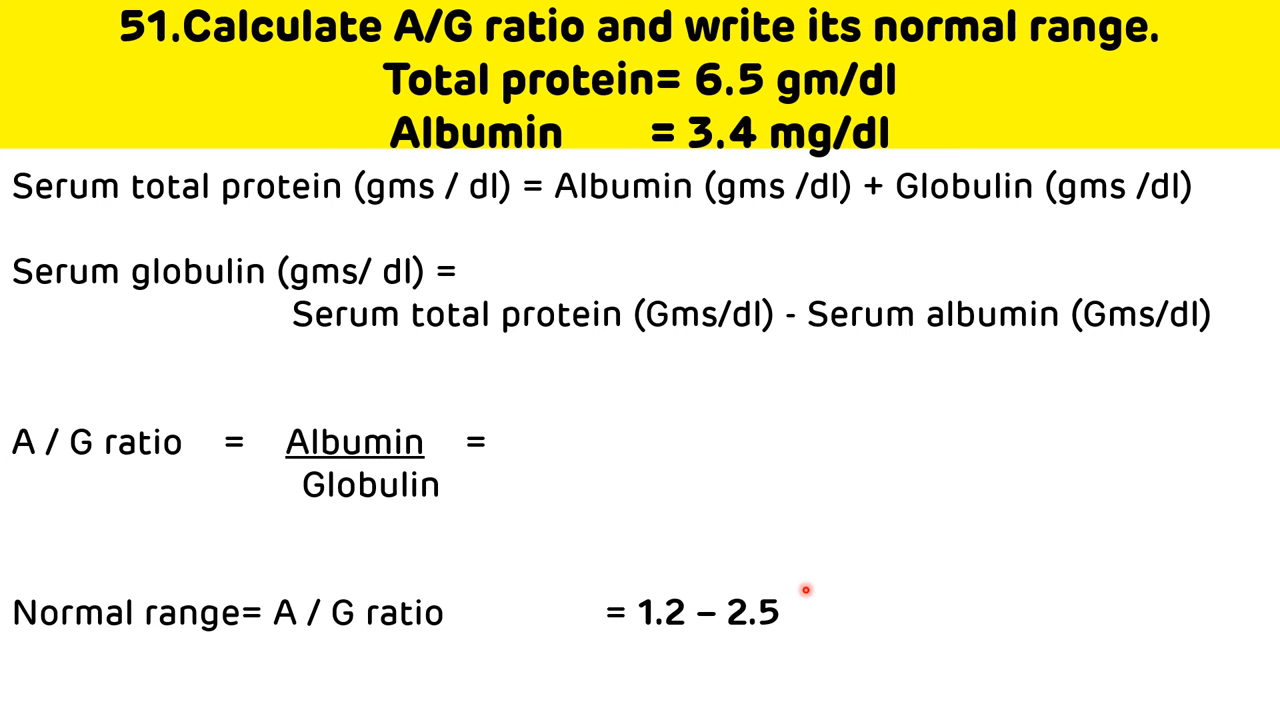 51.Calculate A/G ratio and write its normal range.
Total protein= 6.5 gm/dl
Albumin = 3.4 mg/dl
Serum total protein (gms / dl) = Albumin (gms /dl) + Globulin (gms /dl)
Serum globulin (gms/ dl) =
Serum total protein (Gms/dl) - Serum albumin (Gms/dl)
A / G ratio = Albumin =
Globulin
Normal range= A / G ratio = 1.2 – 2.5